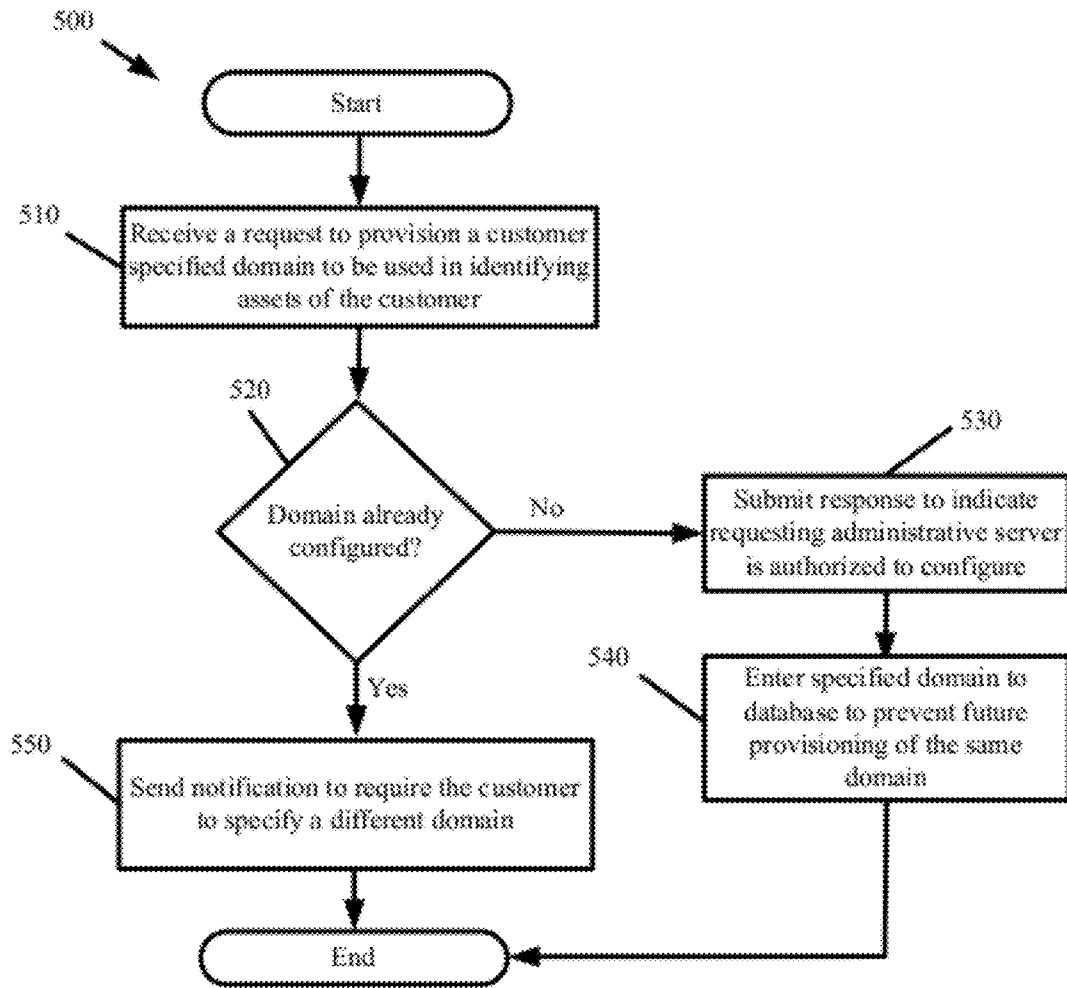 500
Start
510
Receive a request to provision a customer
specified domain to be used in identifying
assets of the customer
520
Domain already
configured?
No
530
Submit response to indicate
requesting administrative server
is authorized to configure
540
Enter specified domain to
database to prevent future
provisioning of the same
domain
Yes
550
Send notification to require the customer
to specify a different domain
End